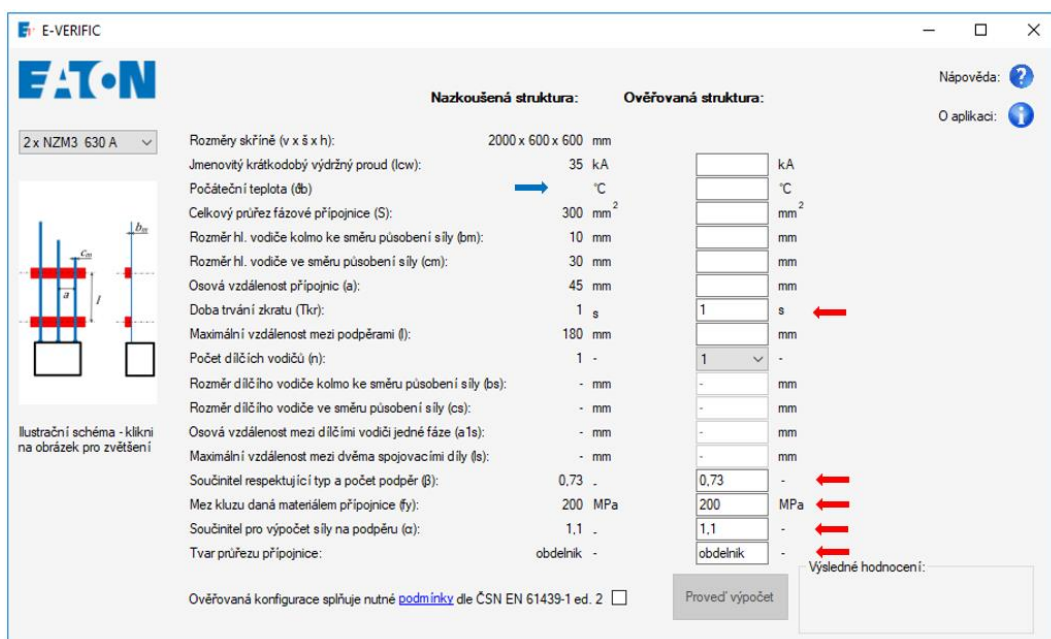 E-VERIFIC
EATON
Nápověda:
O aplikaci:
Nazkoušená struktura: Ověřovaná struktura:
2 x NZM3 630 A
Rozměry skříně (v x š x h): 2000 x 600 x 600 mm
Jmenovitý krátkodobý výdržný proud (Icw): 35 kA kA
Počáteční teplota (ϑb) °C °C
Celkový průřez fázové přípojnice (S): 300 mm² mm²
Rozměr hl. vodiče kolmo ke směru působení síly (bm): 10 mm mm
Rozměr hl. vodiče ve směru působení síly (cm): 30 mm mm
Osová vzdálenost přípojnic (a): 45 mm mm
Doba trvání zkratu (Tkr): 1 s 1 s
Maximální vzdálenost mezi podpěrami (l): 180 mm mm
Počet dílčích vodičů (n): 1 - 1 -
Rozměr dílčího vodiče kolmo ke směru působení síly (bs): - mm - mm
Rozměr dílčího vodiče ve směru působení síly (cs): - mm - mm
Osová vzdálenost mezi dílčími vodiči jedné fáze (a1s): - mm - mm
Maximální vzdálenost mezi dvěma spojovacími díly (ls): - mm - mm
Součinitel respektující typ a počet podpěr (β): 0,73 - 0,73 -
Mez kluzu daná materiálem přípojnice (fy): 200 MPa 200 MPa
Součinitel pro výpočet síly na podpěru (α): 1,1 - 1,1 -
Tvar průřezu přípojnice: obdelnik - obdelnik -
bm
cm
a
l
Ilustrační schéma - klikni
na obrázek pro zvětšení
Ověřovaná konfigurace splňuje nutné podmínky dle ČSN EN 61439-1 ed. 2
Proveď výpočet
Výsledné hodnocení: